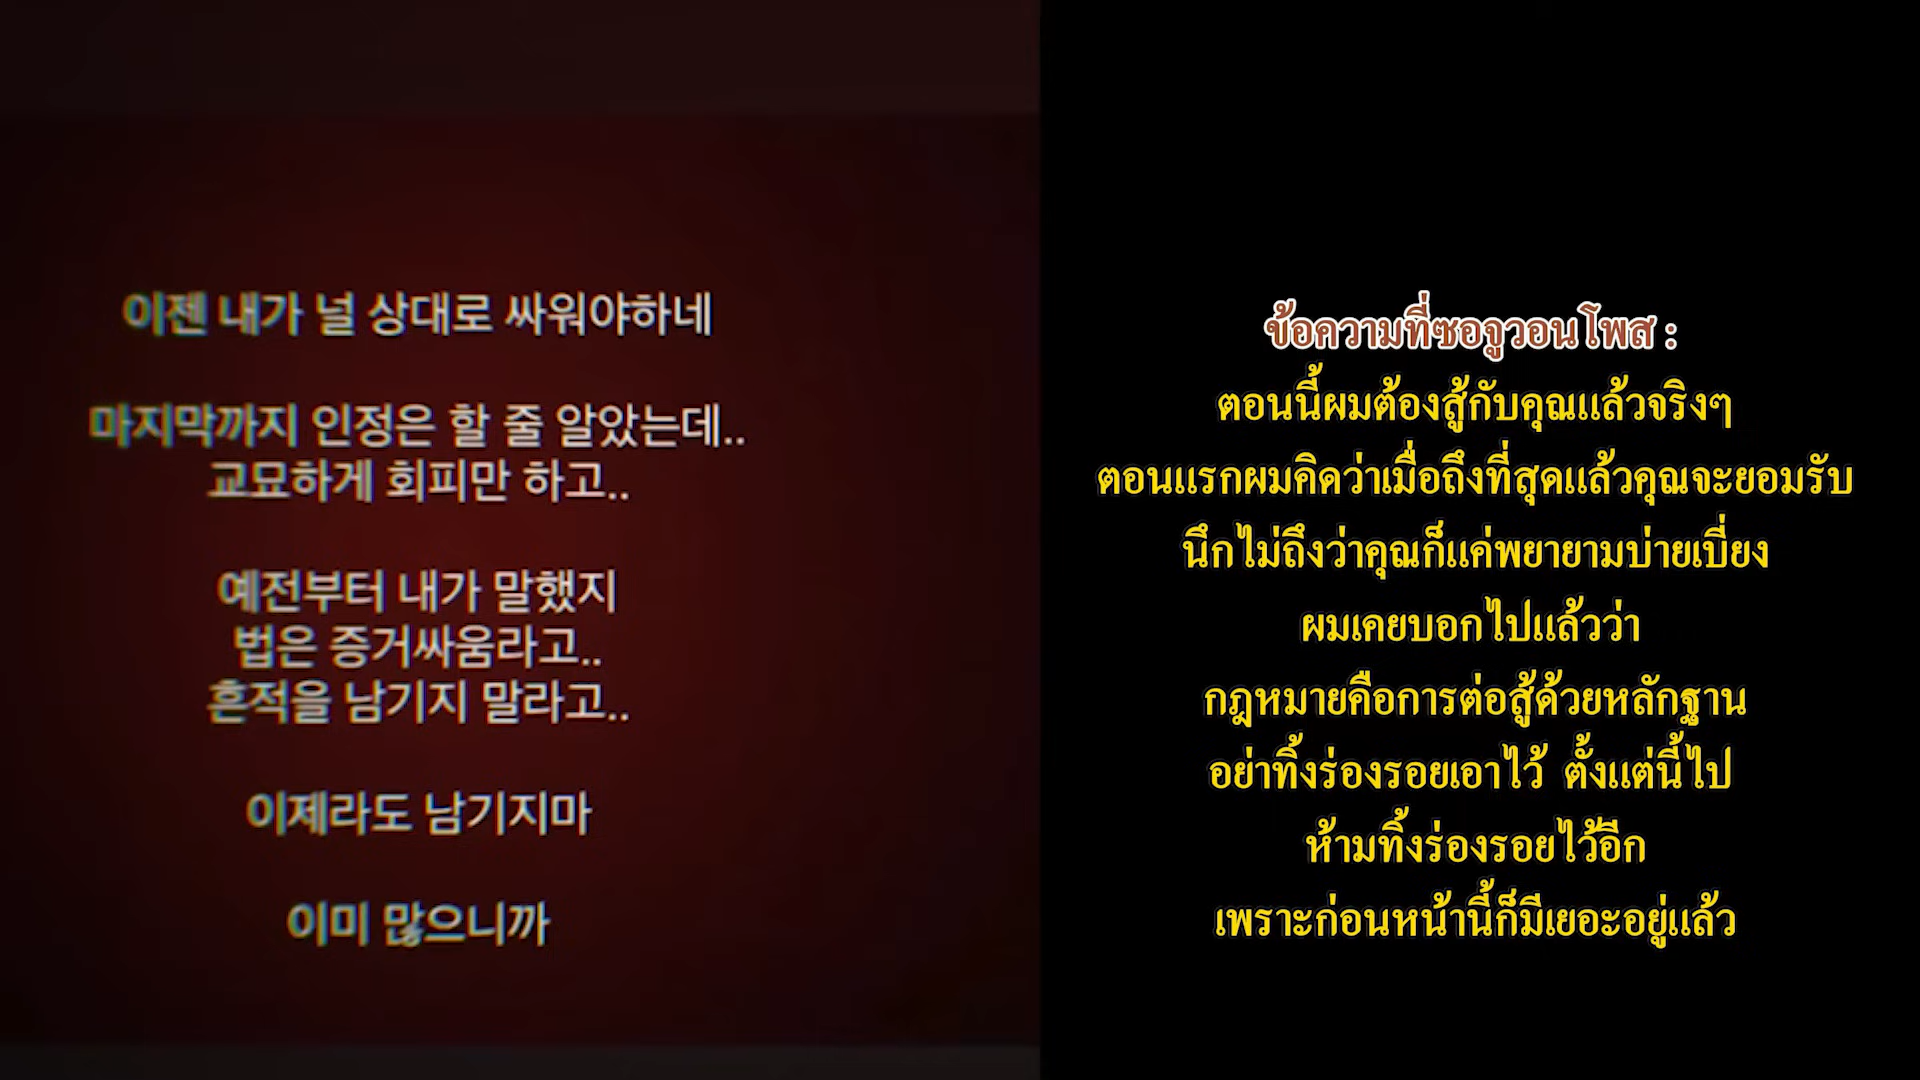 이젠 내가 널 상대로 싸워야하네
마지막까지 인정은 할 줄 알았는데..
교묘하게 회피만 하고..
예전부터 내가 말했지
법은 증거싸움라고..
흔적을 남기지 말라고..
이제라도 남기지마
이미 많으니까
ข้อความที่ซอจูวอนโพส :
ตอนนี้ผมต้องสู้กับคุณแล้วจริงๆ
ตอนแรกผมคิดว่าเมื่อถึงที่สุดแล้วคุณจะยอมรับ
นึกไม่ถึงว่าคุณก็แค่พยายามบ่ายเบี่ยง
ผมเคยบอกไปแล้วว่า
กฎหมายคือการต่อสู้ด้วยหลักฐาน
อย่าทิ้งร่องรอยเอาไว้ ตั้งแต่นี้ไป
ห้ามทิ้งร่องรอยไว้อีก
เพราะก่อนหน้านี้ก็มีเยอะอยู่แล้ว